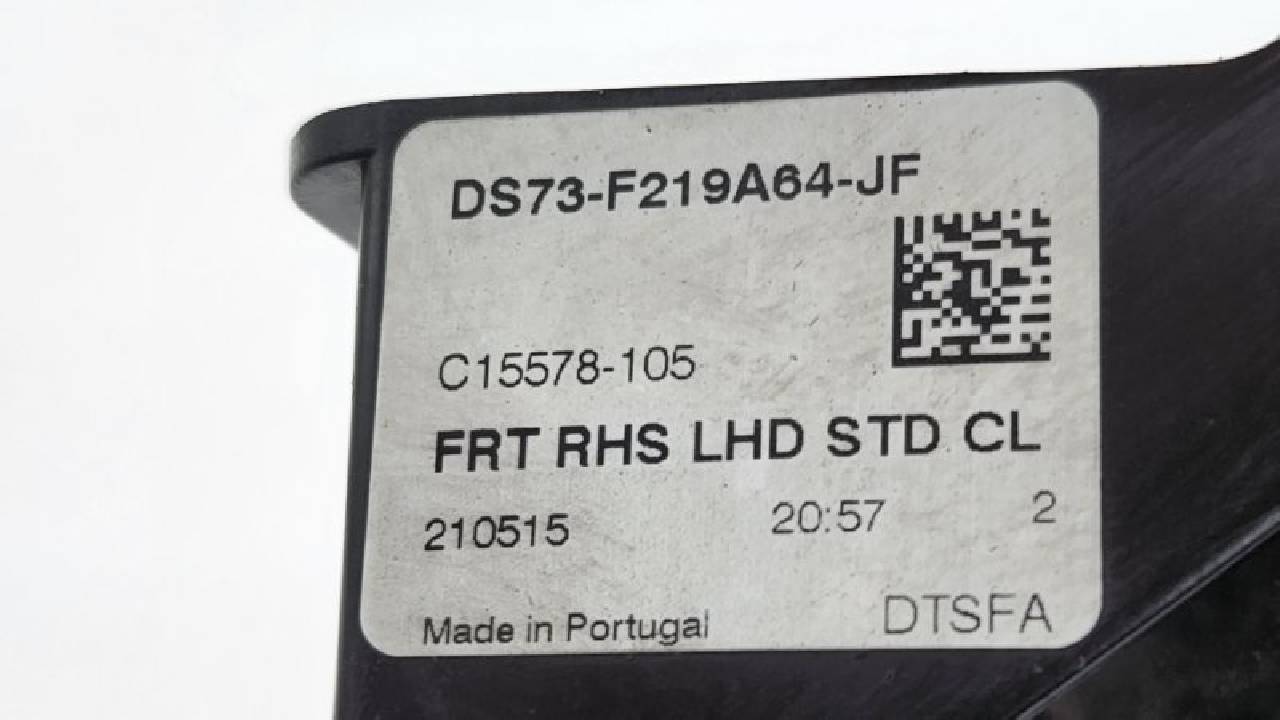 DS73-F219A64-JF
C15578-105
FRT RHS LHD STD CL
210515 20:57 2
Made in Portugal DTSFA